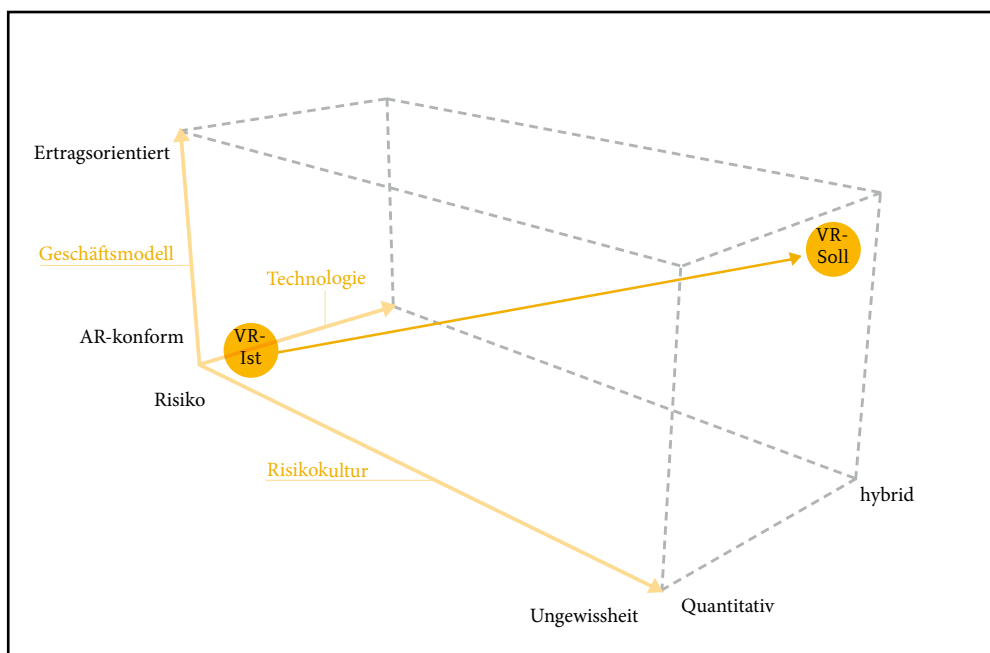 Ertragsorientiert
VR-
Soll
Geschäftsmodell
Technologie
AR-konform
VR-
Ist
Risiko
Risikokultur
hybrid
Ungewissheit
Quantitativ